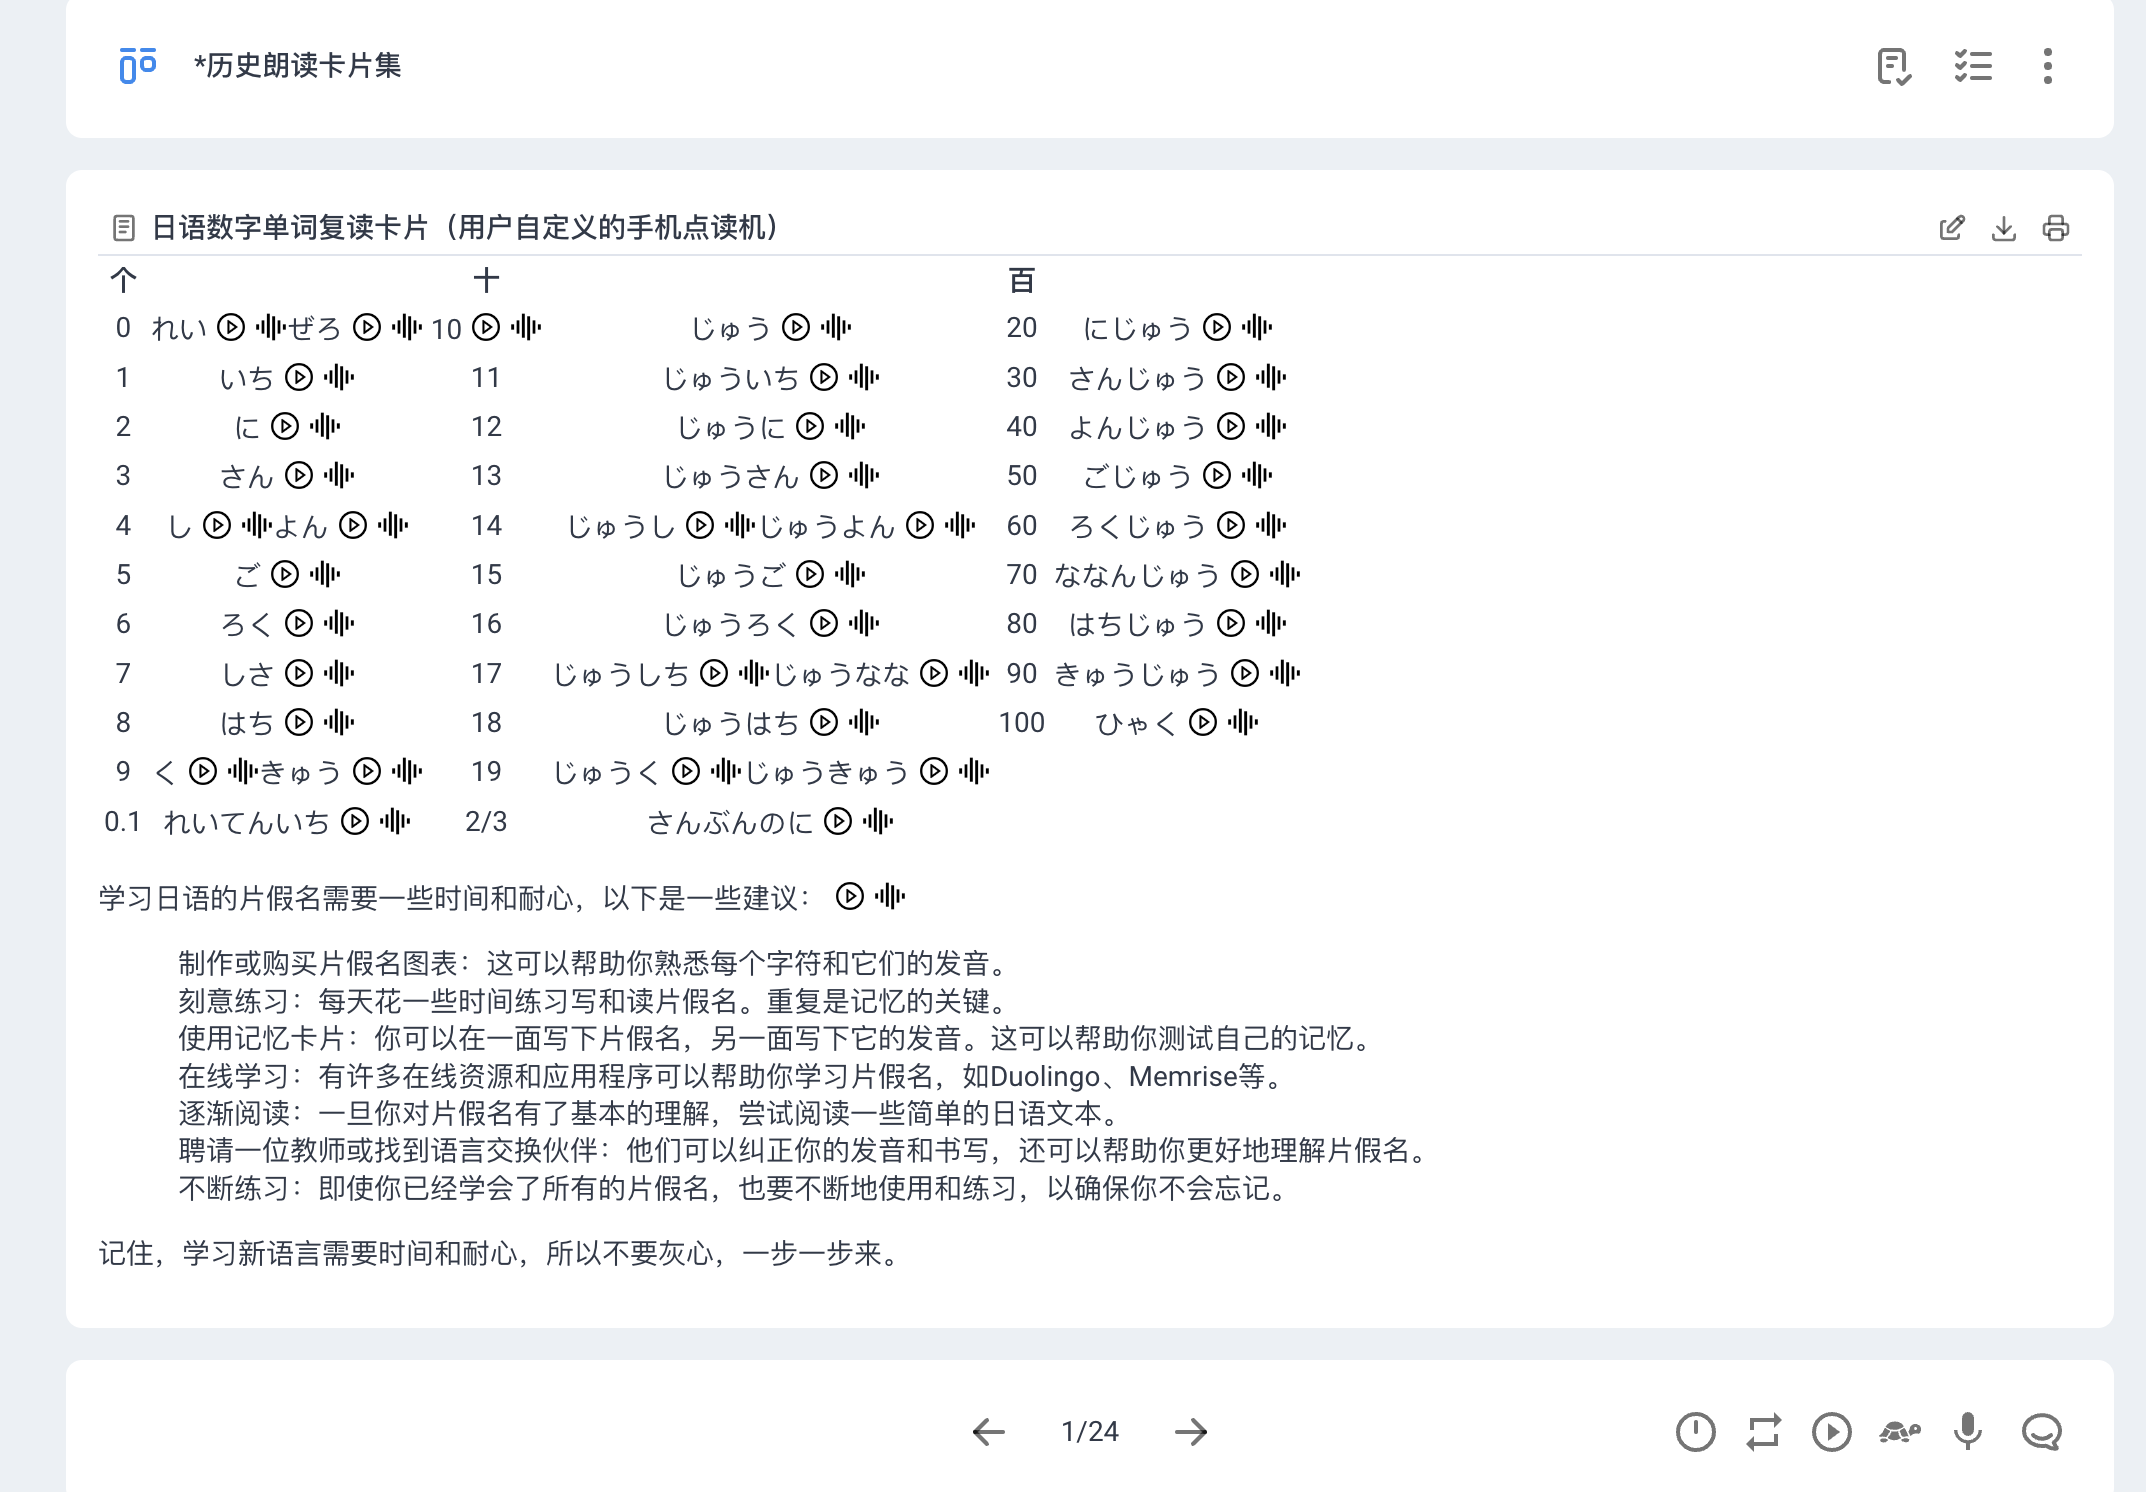 *历史朗读卡片集
日语数字单词复读卡片（用户自定义的手机点读机）
个 十 百
0 れい ぜろ 10 じゅう 20 にじゅう
1 いち 11 じゅういち 30 さんじゅう
2 に 12 じゅうに 40 よんじゅう
3 さん 13 じゅうさん 50 ごじゅう
4 し よん 14 じゅうし じゅうよん 60 ろくじゅう
5 ご 15 じゅうご 70 ななんじゅう
6 ろく 16 じゅうろく 80 はちじゅう
7 しさ 17 じゅうしち じゅうなな 90 きゅうじゅう
8 はち 18 じゅうはち 100 ひゃく
9 く きゅう 19 じゅうく じゅうきゅう
0.1 れいてんいち 2/3 さんぶんのに
学习日语的片假名需要一些时间和耐心，以下是一些建议：
制作或购买片假名图表：这可以帮助你熟悉每个字符和它们的发音。
刻意练习：每天花一些时间练习写和读片假名。重复是记忆的关键。
使用记忆卡片：你可以在一面写下片假名，另一面写下它的发音。这可以帮助你测试自己的记忆。
在线学习：有许多在线资源和应用程序可以帮助你学习片假名，如Duolingo、Memrise等。
逐渐阅读：一旦你对片假名有了基本的理解，尝试阅读一些简单的日语文本。
聘请一位教师或找到语言交换伙伴：他们可以纠正你的发音和书写，还可以帮助你更好地理解片假名。
不断练习：即使你已经学会了所有的片假名，也要不断地使用和练习，以确保你不会忘记。
记住，学习新语言需要时间和耐心，所以不要灰心，一步一步来。
1/24